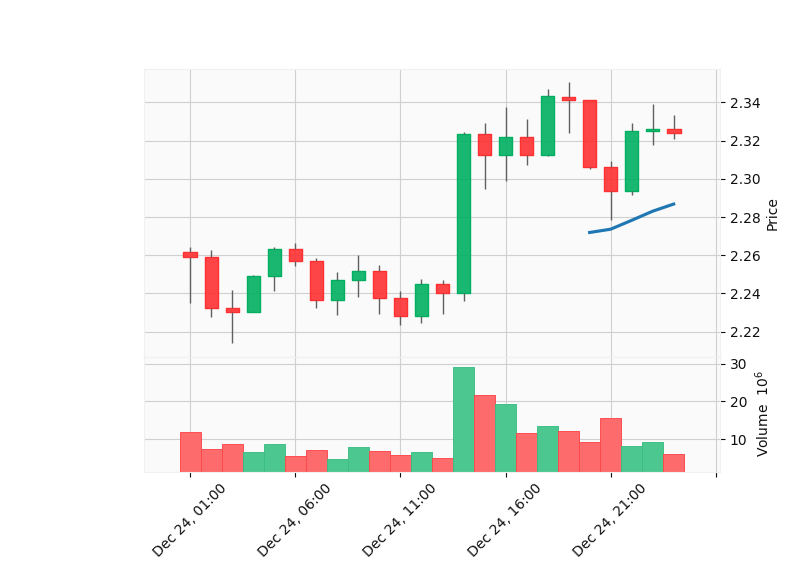 2.34
2.32
2.30
2.28
2.26
2.24
2.22
Price
30
20
10
Volume 10^6
Dec 24, 01:00
Dec 24, 06:00
Dec 24, 11:00
Dec 24, 16:00
Dec 24, 21:00